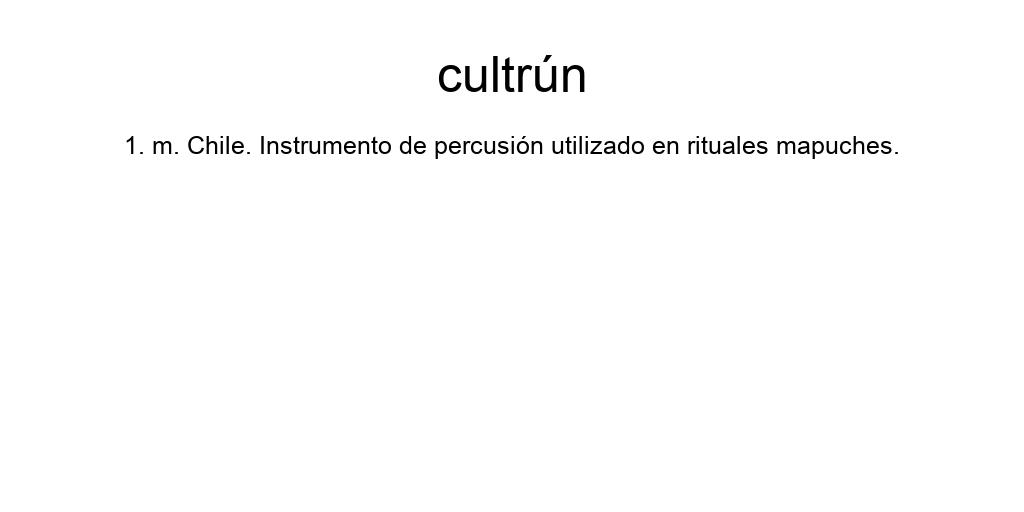 cultrún
1. m. Chile. Instrumento de percusión utilizado en rituales mapuches.